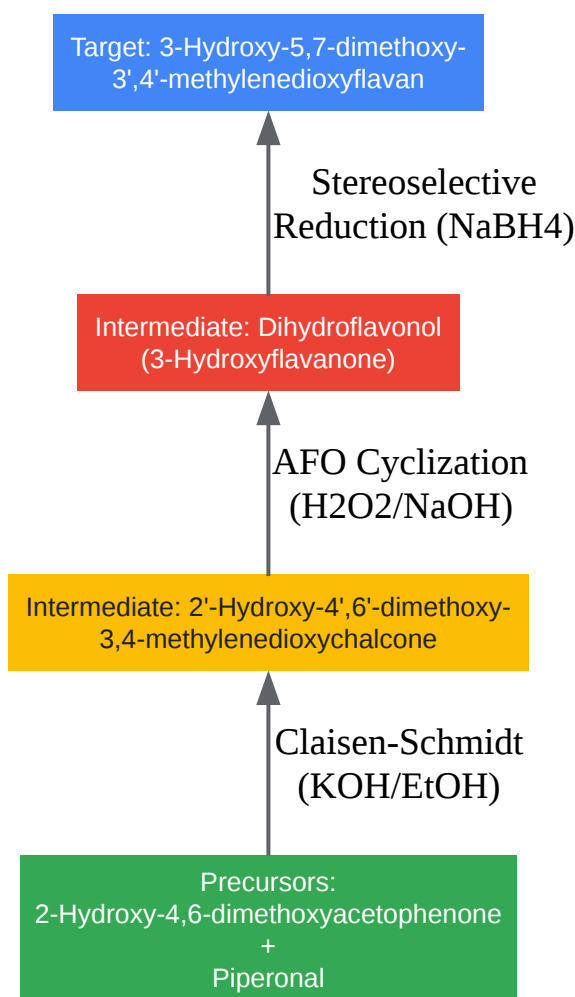 Target: 3-Hydroxy-5,7-dimethoxy-
3',4'-methylenedioxyflavan
Stereoselective
Reduction (NaBH4)
Intermediate: Dihydroflavonol
(3-Hydroxyflavanone)
AFO Cyclization
(H2O2/NaOH)
Intermediate: 2'-Hydroxy-4',6'-dimethoxy-
3,4-methylenedioxychalcone
Claisen-Schmidt
(KOH/EtOH)
Precursors:
2-Hydroxy-4,6-dimethoxyacetophenone
+
Piperonal